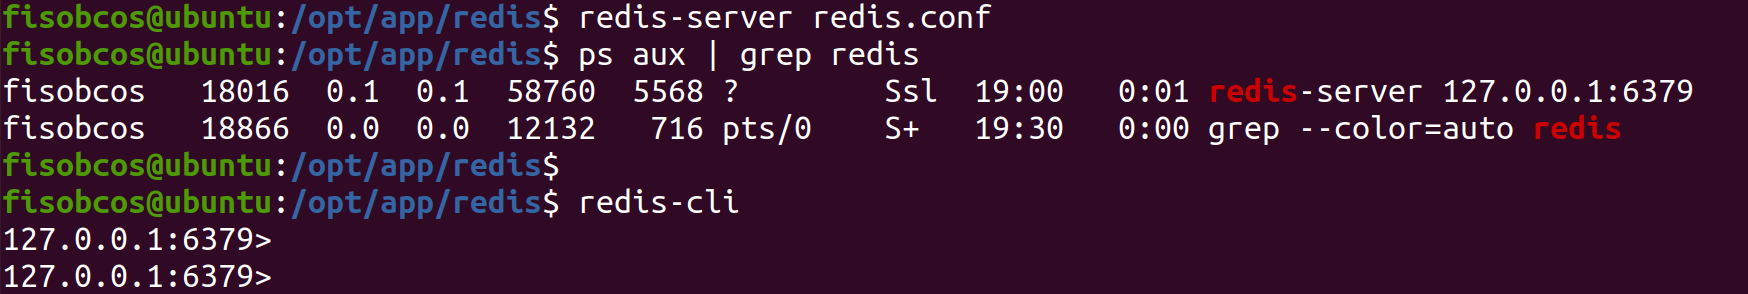 fisobcos@ubuntu:/opt/app/redis$ redis-server redis.conf
fisobcos@ubuntu:/opt/app/redis$ ps aux | grep redis
fisobcos   18016  0.1  0.1  58760  5568 ?        Ssl  19:00   0:01 redis-server 127.0.0.1:6379
fisobcos   18866  0.0  0.0  12132   716 pts/0    S+   19:30   0:00 grep --color=auto redis
fisobcos@ubuntu:/opt/app/redis$
fisobcos@ubuntu:/opt/app/redis$ redis-cli
127.0.0.1:6379>
127.0.0.1:6379>